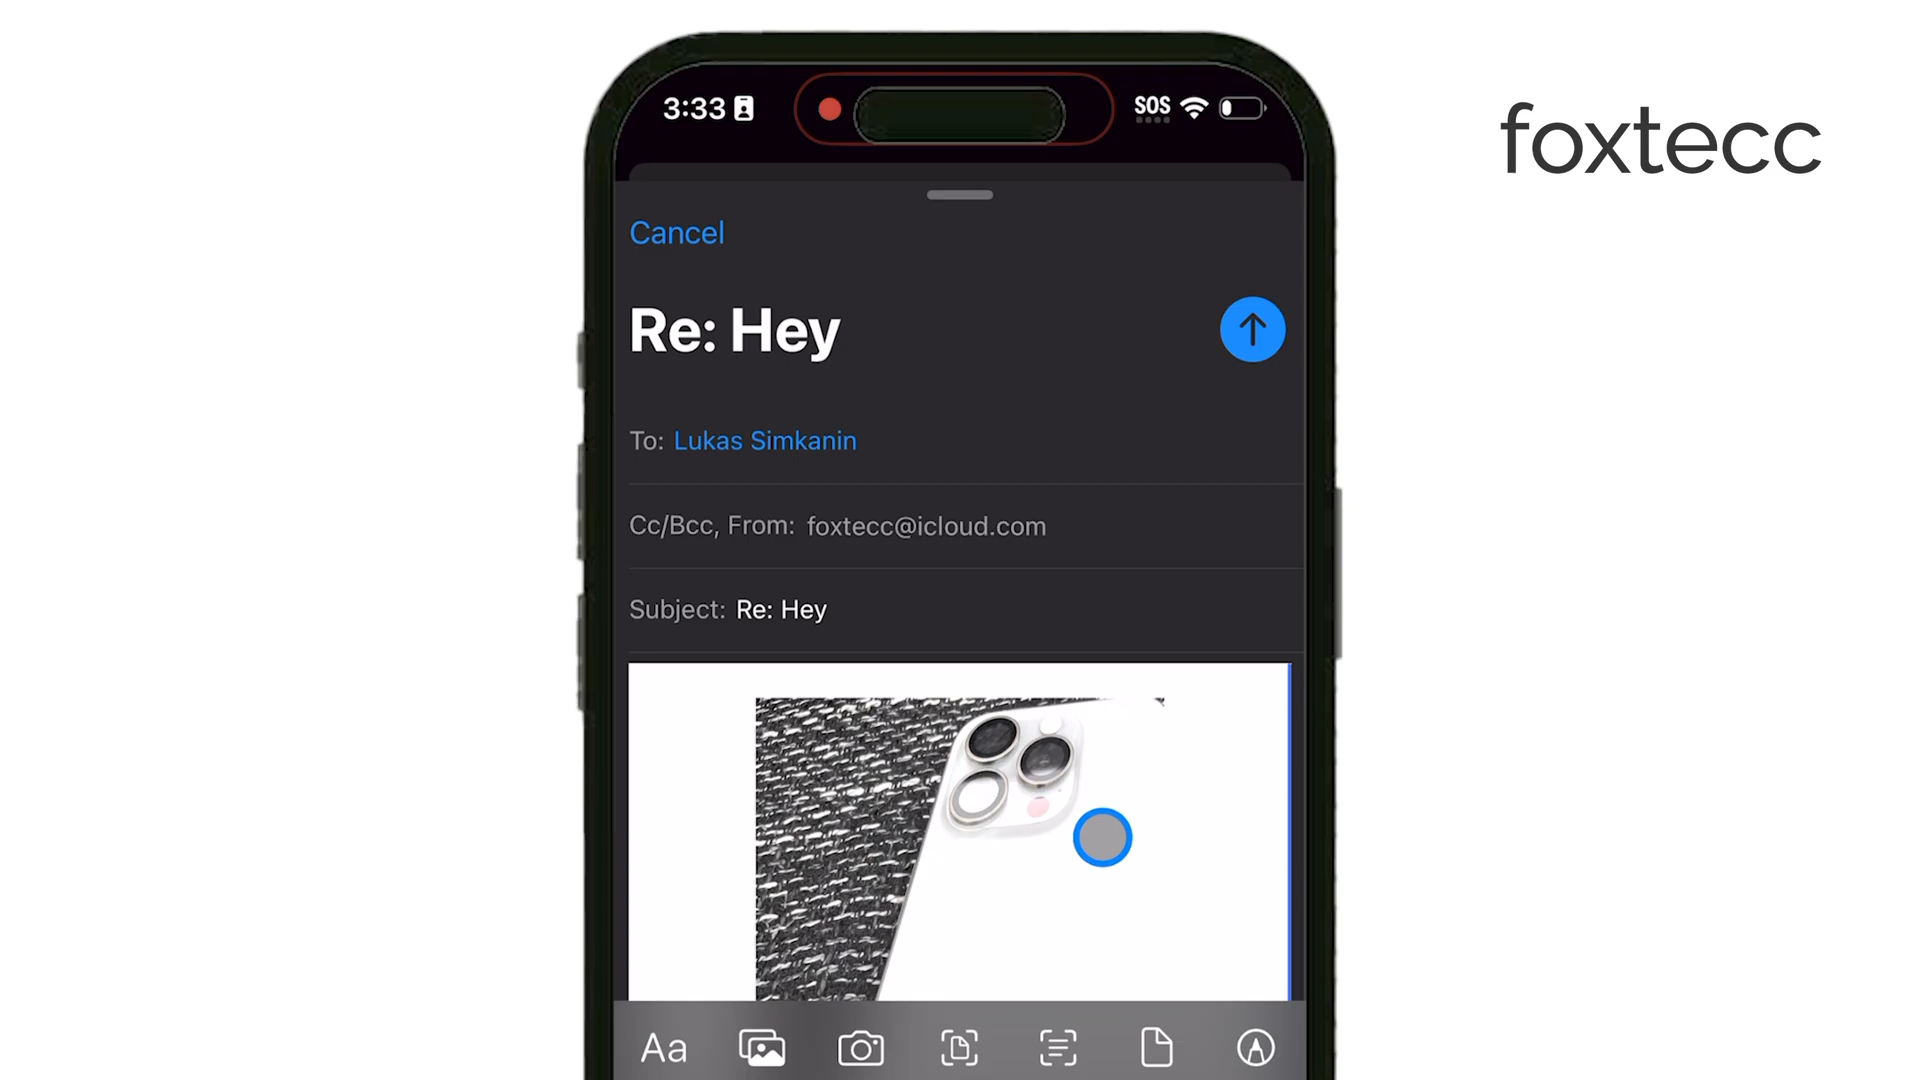 foxtecc
3:33
SOS
Cancel
Re: Hey
To: Lukas Simkanin
Cc/Bcc, From: foxtecc@icloud.com
Subject: Re: Hey
Aa